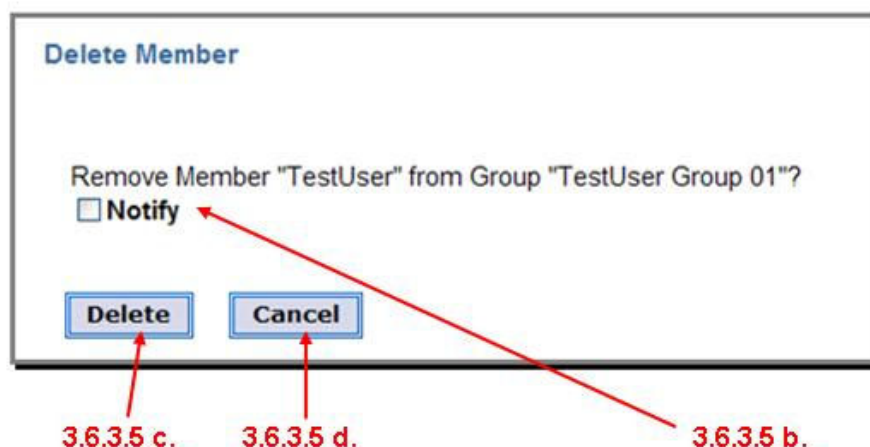 Delete Member
Remove Member "TestUser" from Group "TestUser Group 01"?
Notify
Delete Cancel
3.6.3.5 c. 3.6.3.5 d. 3.6.3.5 b.